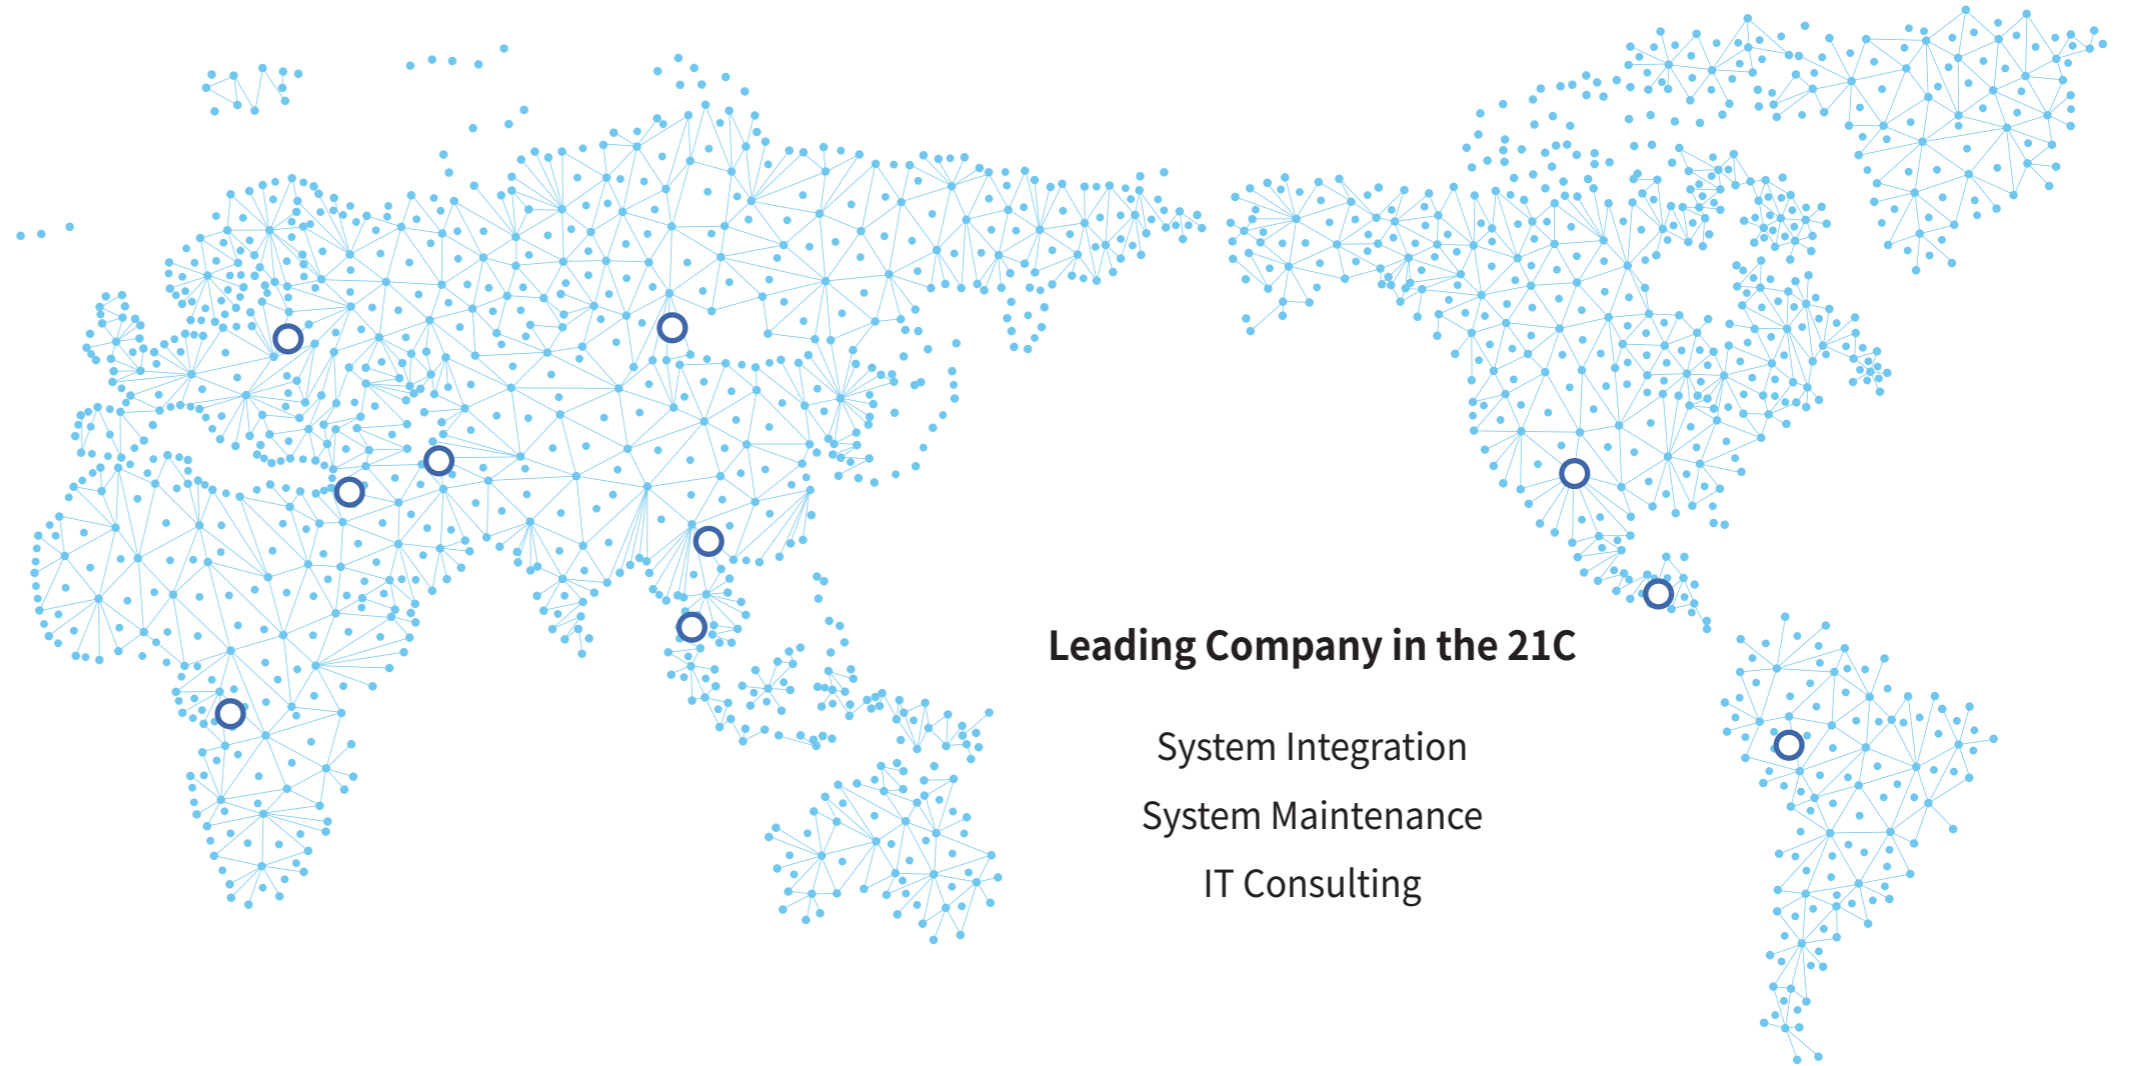 Leading Company in the 21C
System Integration
System Maintenance
IT Consulting